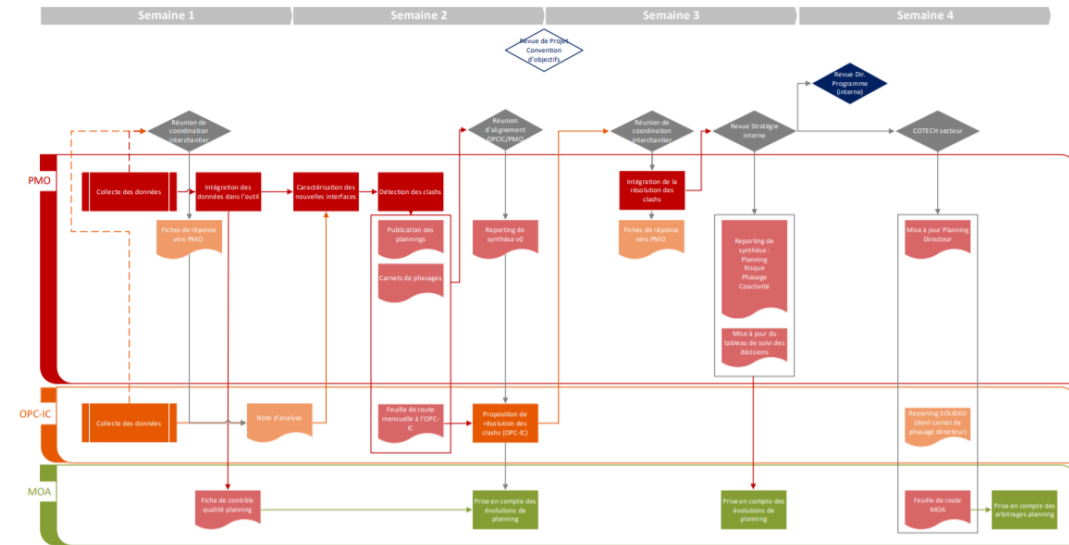 Semaine 1
Semaine 2
Semaine 3
Semaine 4
Revue de Projet
Convention
d'objectifs
Revue Dir.
Programme
(interne)
Réunion de
coordination
interchantier
Réunion
d'alignement
OPCIC/PMO
Réunion de
coordination
interchantier
Revue Stratégie
interne
COTECH secteur
PMO
Collecte des données
Intégration des
données dans l'outil
Caractérisation des
nouvelles interfaces
Détection des clashs
Intégration de la
résolution des
clashs
Fiches de réponse
vers PMO
Publication des
plannings
Reporting de
synthèse v0
Fiches de réponse
vers PMO
Reporting de
synthèse :
Planning
Risque
Phasage
Coactivité
Mise à jour Planning
Directeur
Carnets de phasages
Mise à jour du
tableau de suivi des
décisions
OPC-IC
Collecte des données
Note d'analyse
Feuille de route
mensuelle à l'OPC-
IC
Proposition de
résolution des
clashs (OPC-IC)
Reporting SOLIDEO
(dont carnet de
phasage directeur)
MOA
Fiche de contrôle
qualité planning
Prise en compte des
évolutions de
planning
Prise en compte des
évolutions de
planning
Feuille de route
MOA
Prise en compte des
arbitrages planning